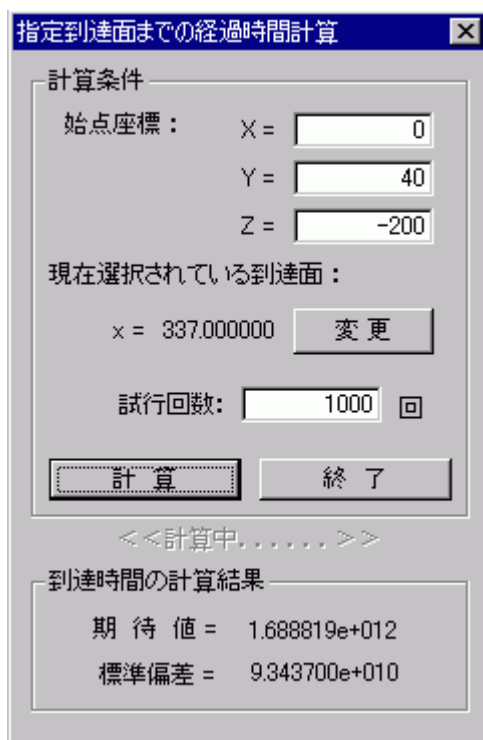 指定到達面までの経過時間計算
計算条件
始点座標： X = 0
Y = 40
Z = -200
現在選択されている到達面：
x = 337.000000 変更
試行回数: 1000 回
計 算 終 了
<<計算中......>>
到達時間の計算結果
期 待 値 = 1.688819e+012
標準偏差 = 9.343700e+010